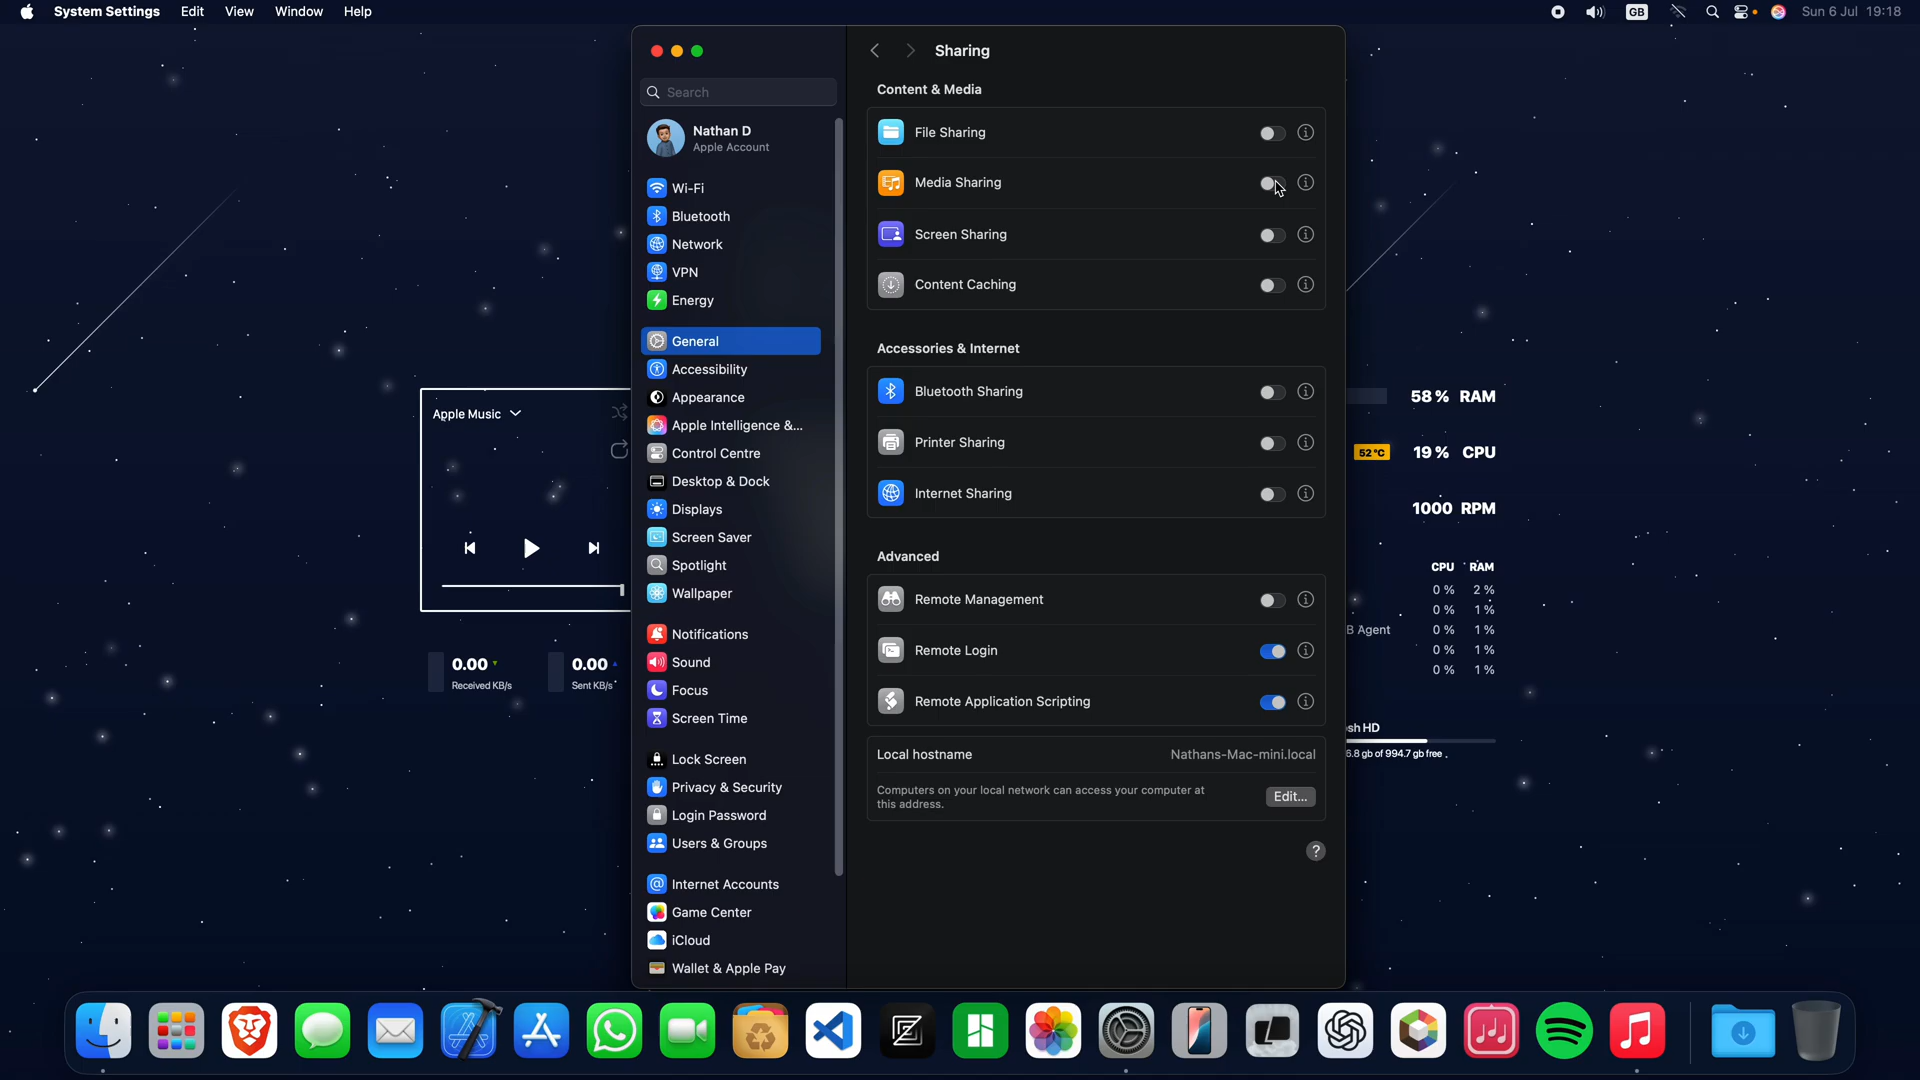 System Settings Edit View Window Help
GB Sun 6 Jul 19:18
Search
Nathan D
Apple Account
Wi-Fi
Bluetooth
Network
VPN
Energy
General
Accessibility
Appearance
Apple Intelligence &...
Control Centre
Desktop & Dock
Displays
Screen Saver
Spotlight
Wallpaper
Notifications
Sound
Focus
Screen Time
Lock Screen
Privacy & Security
Login Password
Users & Groups
Internet Accounts
Game Center
iCloud
Wallet & Apple Pay
Sharing
Content & Media
File Sharing
Media Sharing
Screen Sharing
Content Caching
Accessories & Internet
Bluetooth Sharing
Printer Sharing
Internet Sharing
Advanced
Remote Management
Remote Login
Remote Application Scripting
Local hostname Nathans-Mac-mini.local
Computers on your local network can access your computer at
this address.
Edit...
?
Apple Music
0.00
Received KB/s
0.00
Sent KB/s
58% RAM
52°C 19% CPU
1000 RPM
CPU RAM
0% 2%
0% 1%
B Agent 0% 1%
0% 1%
0% 1%
sh HD
6.8 gb of 994.7 gb free